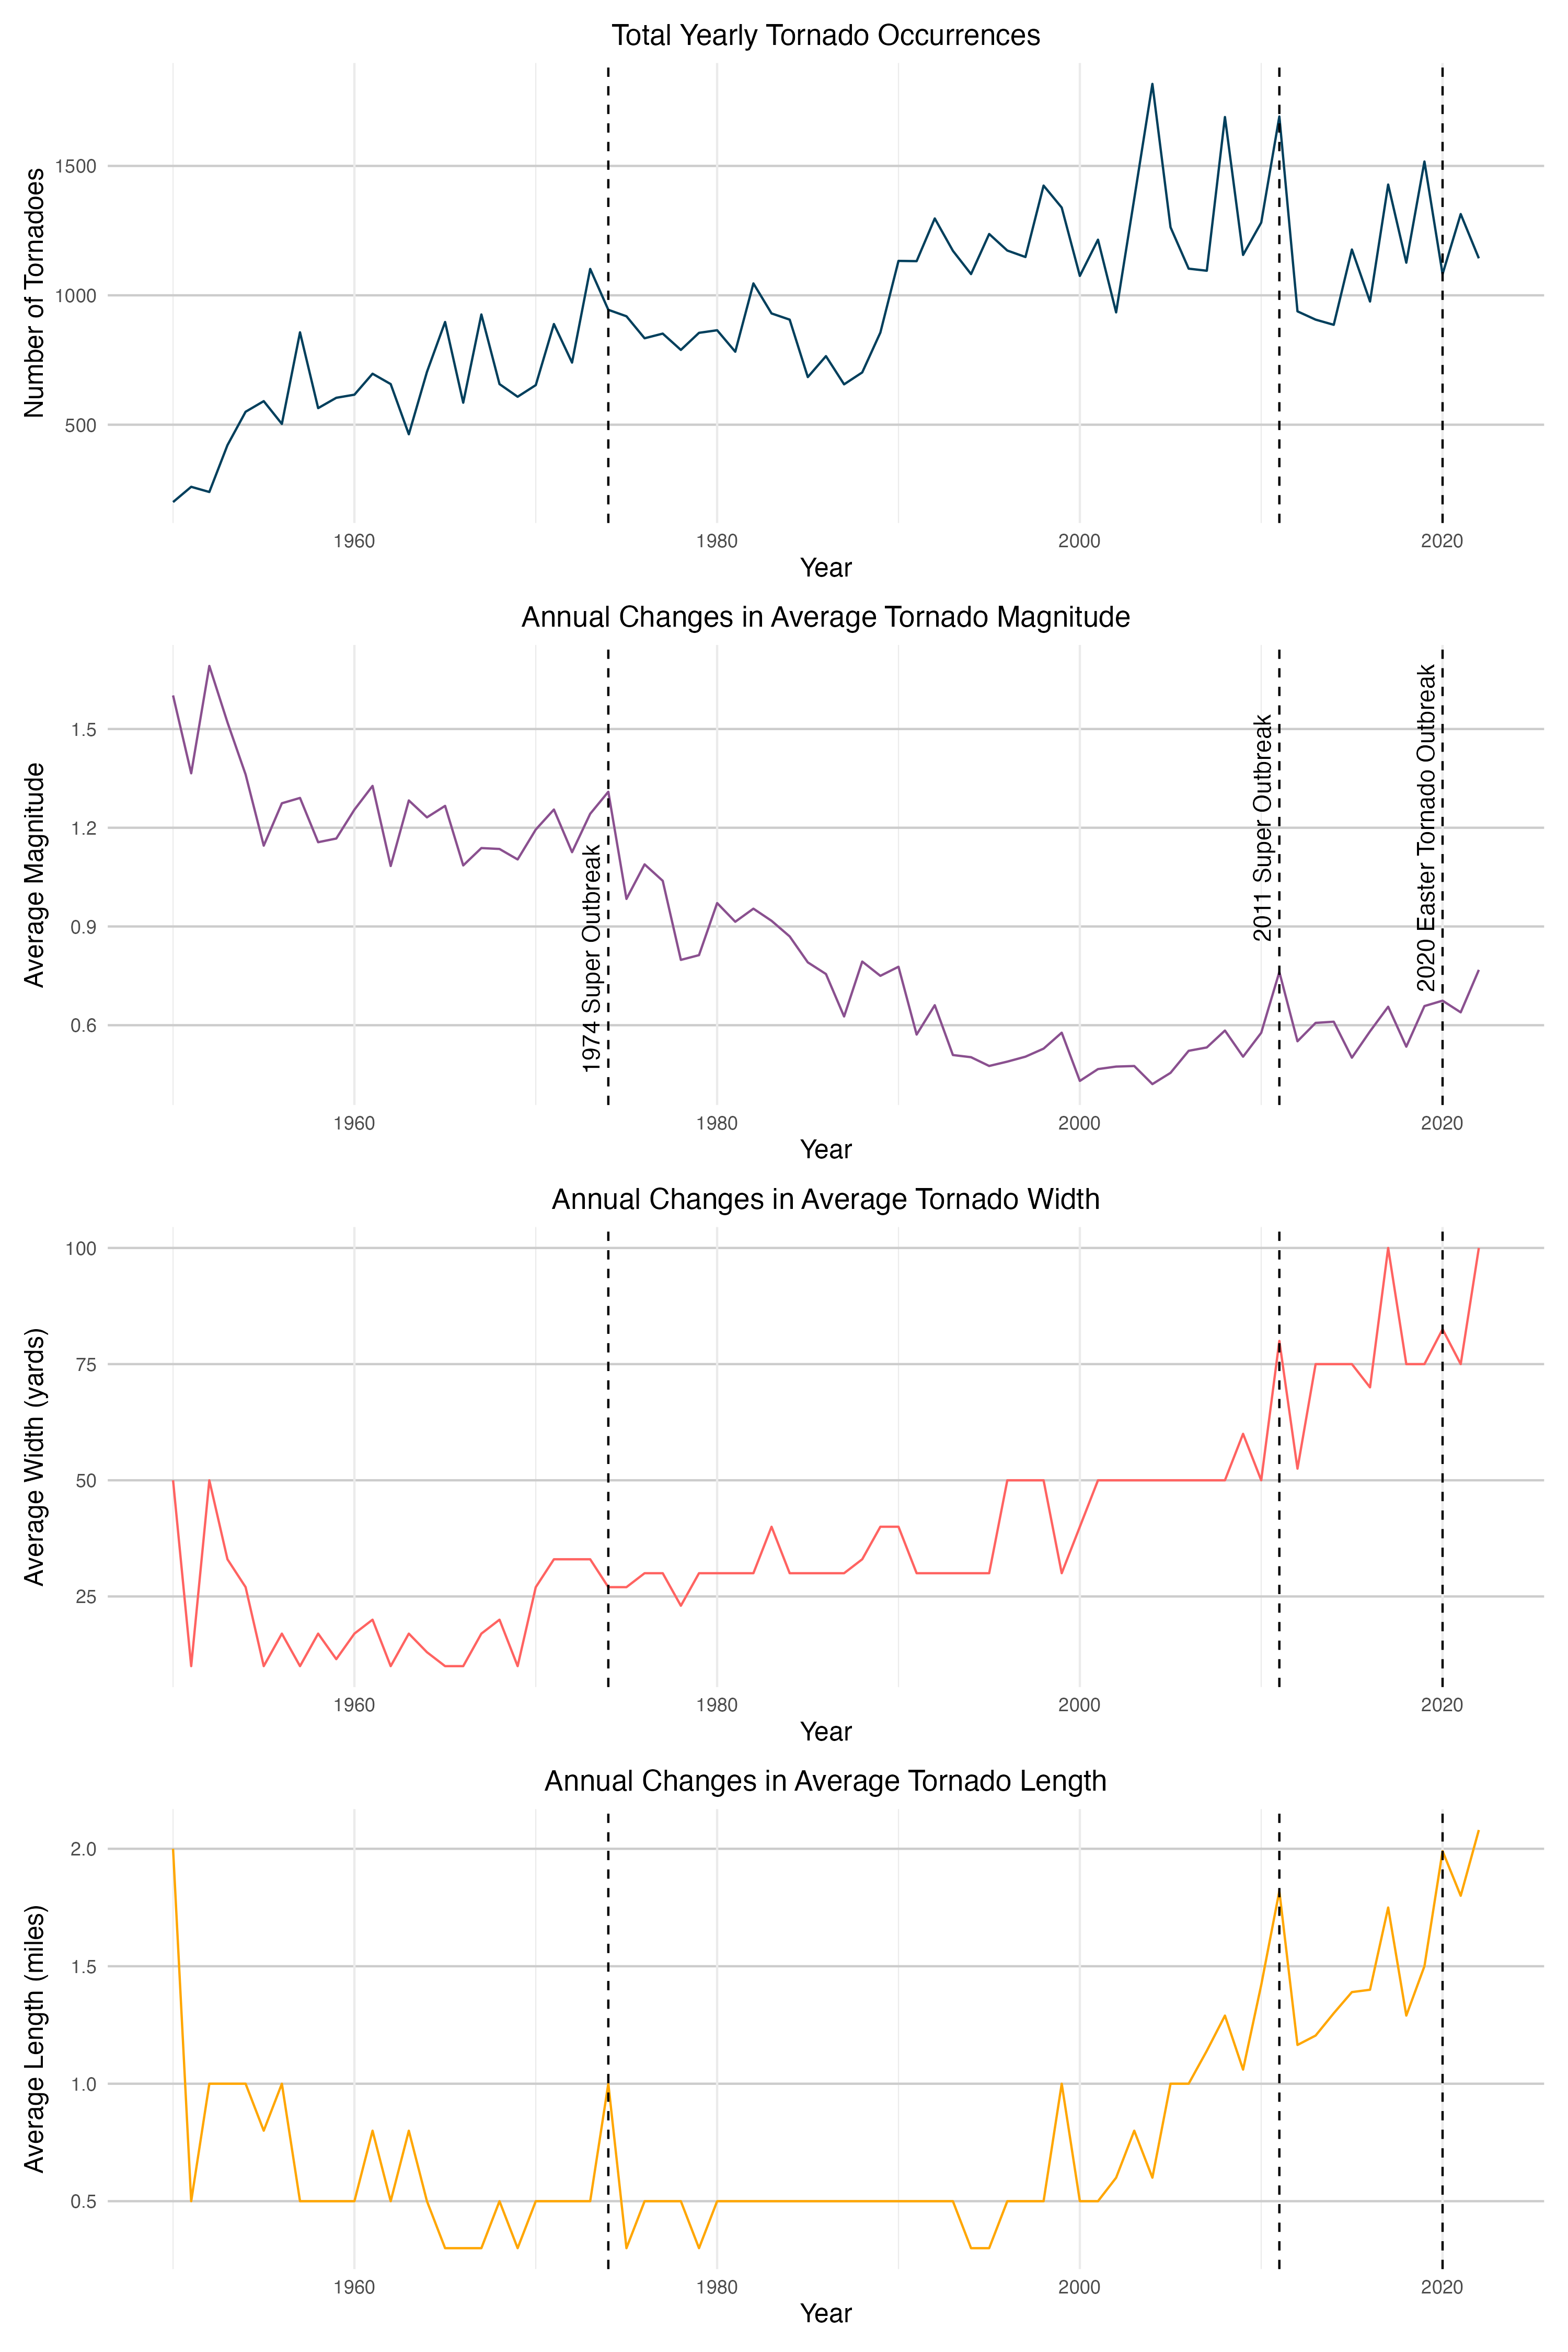 Total Yearly Tornado Occurrences
Number of Tornadoes
1500
1000
500
1960
1980
2000
2020
Year
Annual Changes in Average Tornado Magnitude
Average Magnitude
1.5
1.2
0.9
0.6
1974 Super Outbreak
2011 Super Outbreak
2020 Easter Tornado Outbreak
1960
1980
2000
2020
Year
Annual Changes in Average Tornado Width
Average Width (yards)
100
75
50
25
1960
1980
2000
2020
Year
Annual Changes in Average Tornado Length
Average Length (miles)
2.0
1.5
1.0
0.5
1960
1980
2000
2020
Year